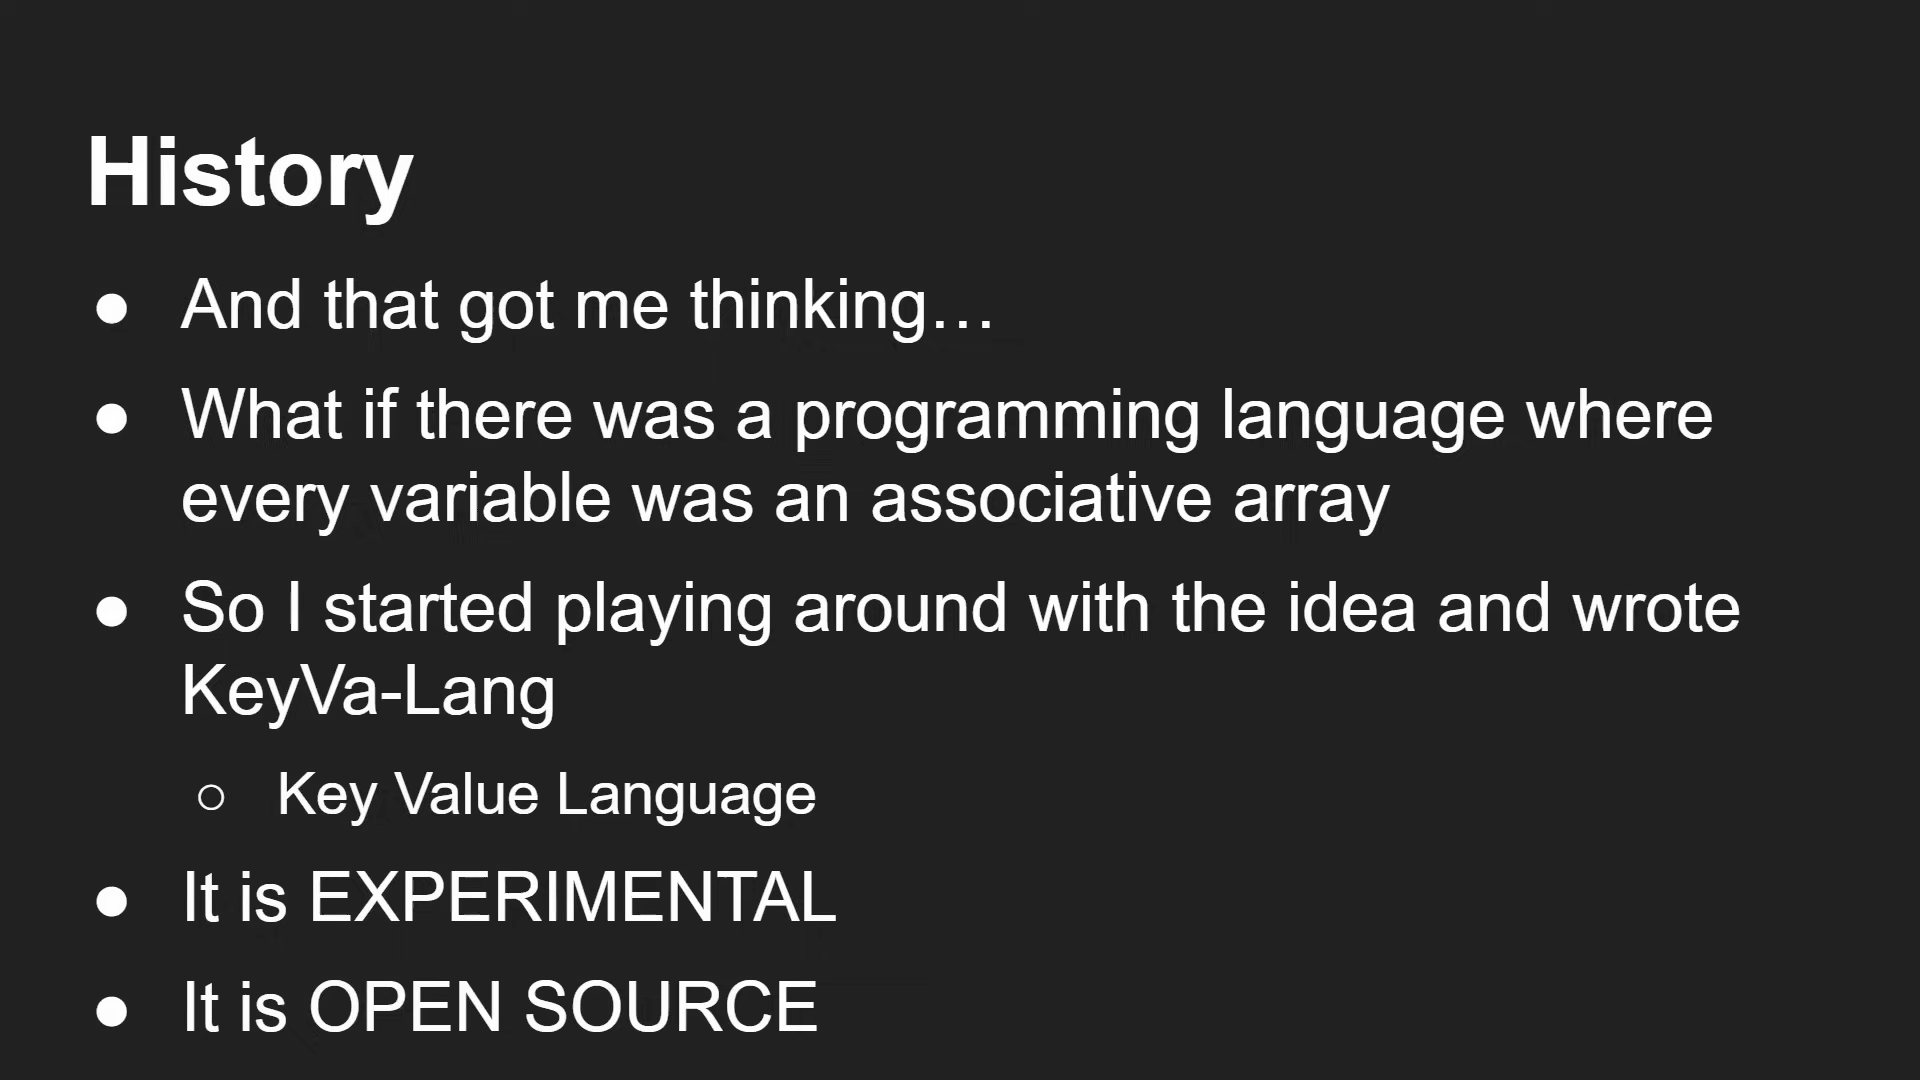 History
● And that got me thinking…
● What if there was a programming language where
every variable was an associative array
● So I started playing around with the idea and wrote
KeyVa-Lang
○ Key Value Language
● It is EXPERIMENTAL
● It is OPEN SOURCE